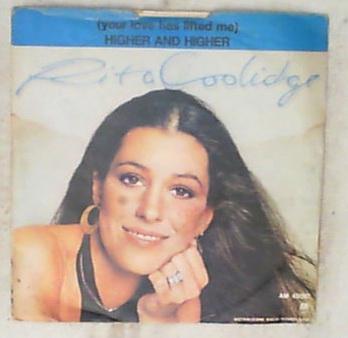 (your love has lifted me)
HIGHER AND HIGHER
Rita Coolidge